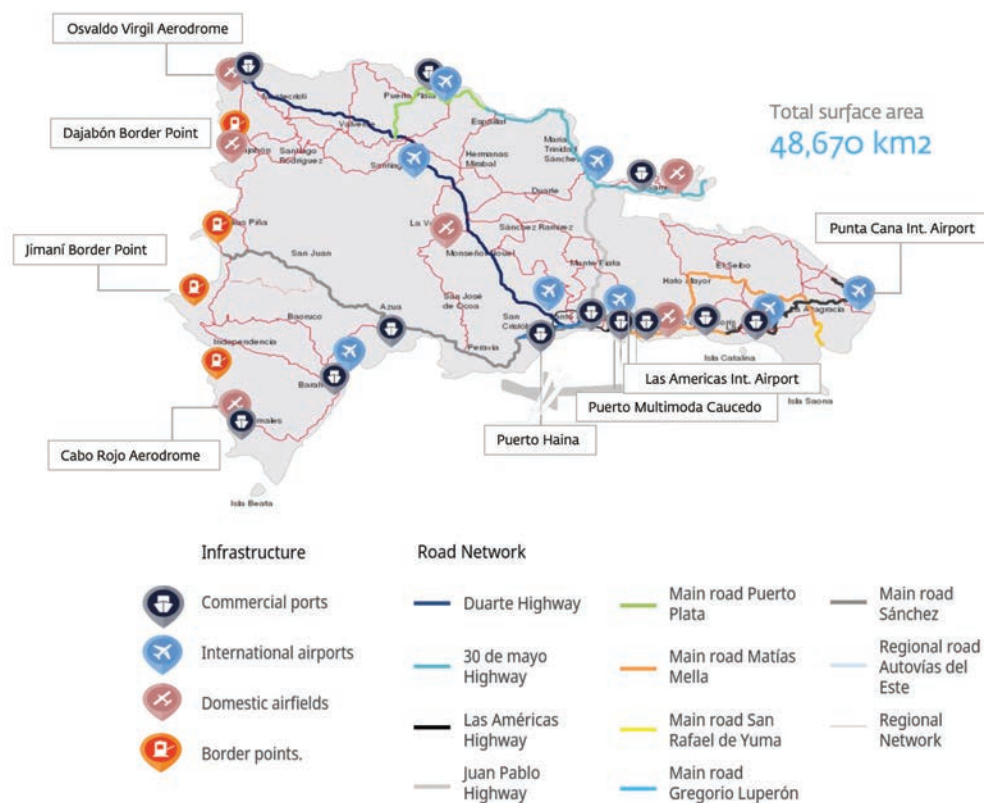 Osvaldo Virgil Aerodrome
Dajabón Border Point
Jimaní Border Point
Cabo Rojo Aerodrome
Total surface area
48,670 km2
Punta Cana Int. Airport
Las Americas Int. Airport
Puerto Multimoda Caucedo
Puerto Haina
Puerto Plata
Espaillat
María
Trinidad
Sánchez
Santiago
Rodríguez
Hermanas
Mirabal
Duarte
Sánchez Ramírez
Monseñor Nouel
Monte Plata
Hato Mayor
El Seibo
San Juan
Azua
San José
de Ocoa
San
Peravia
Baoruco
Independencia
Isla Catalina
Isla Saona
Isla Beata
Infrastructure
Commercial ports
International airports
Domestic airfields
Border points.
Road Network
Duarte Highway
30 de mayo
Highway
Las Américas
Highway
Juan Pablo
Highway
Main road Puerto
Plata
Main road Matías
Mella
Main road San
Rafael de Yuma
Main road
Gregorio Luperón
Main road
Sánchez
Regional road
Autovías del
Este
Regional
Network